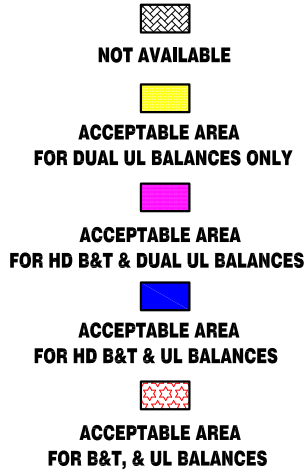 NOT AVAILABLE
ACCEPTABLE AREA
FOR DUAL UL BALANCES ONLY
ACCEPTABLE AREA
FOR HD B&T & DUAL UL BALANCES
ACCEPTABLE AREA
FOR HD B&T & UL BALANCES
ACCEPTABLE AREA
FOR B&T, & UL BALANCES